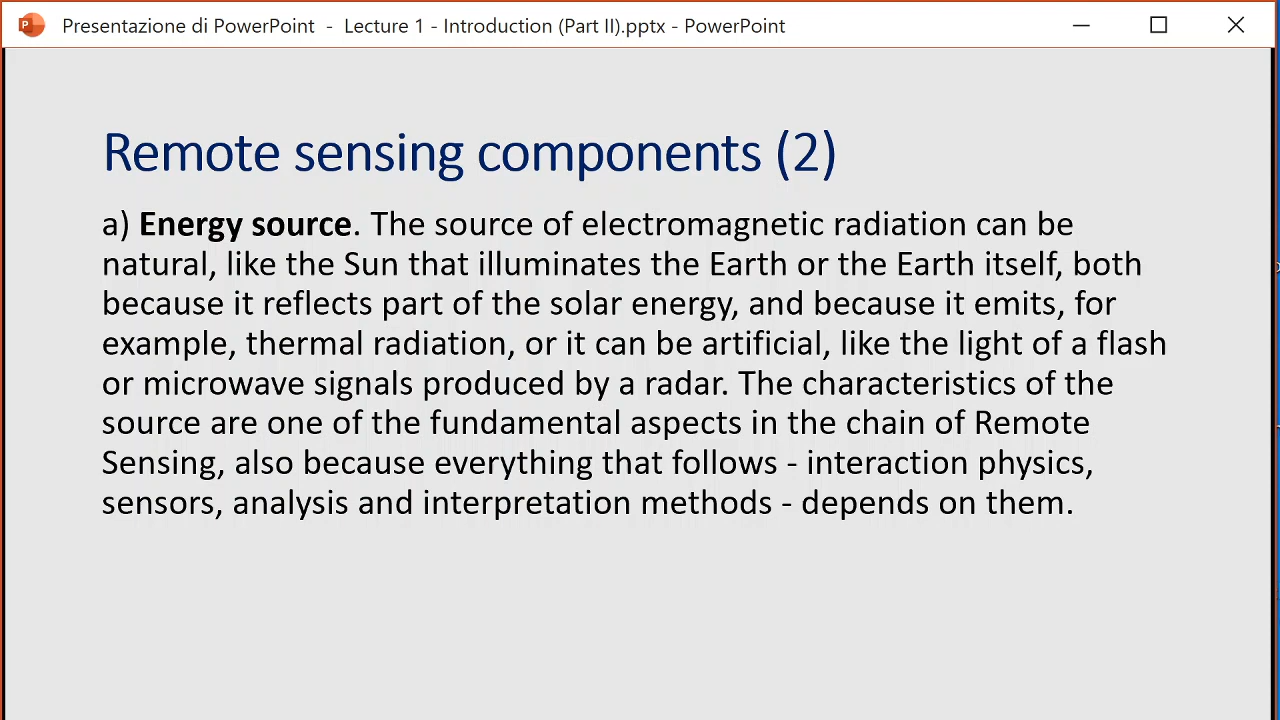 Presentazione di PowerPoint - Lecture 1 - Introduction (Part II).pptx - PowerPoint
Remote sensing components (2)
a) Energy source. The source of electromagnetic radiation can be
natural, like the Sun that illuminates the Earth or the Earth itself, both
because it reflects part of the solar energy, and because it emits, for
example, thermal radiation, or it can be artificial, like the light of a flash
or microwave signals produced by a radar. The characteristics of the
source are one of the fundamental aspects in the chain of Remote
Sensing, also because everything that follows - interaction physics,
sensors, analysis and interpretation methods - depends on them.